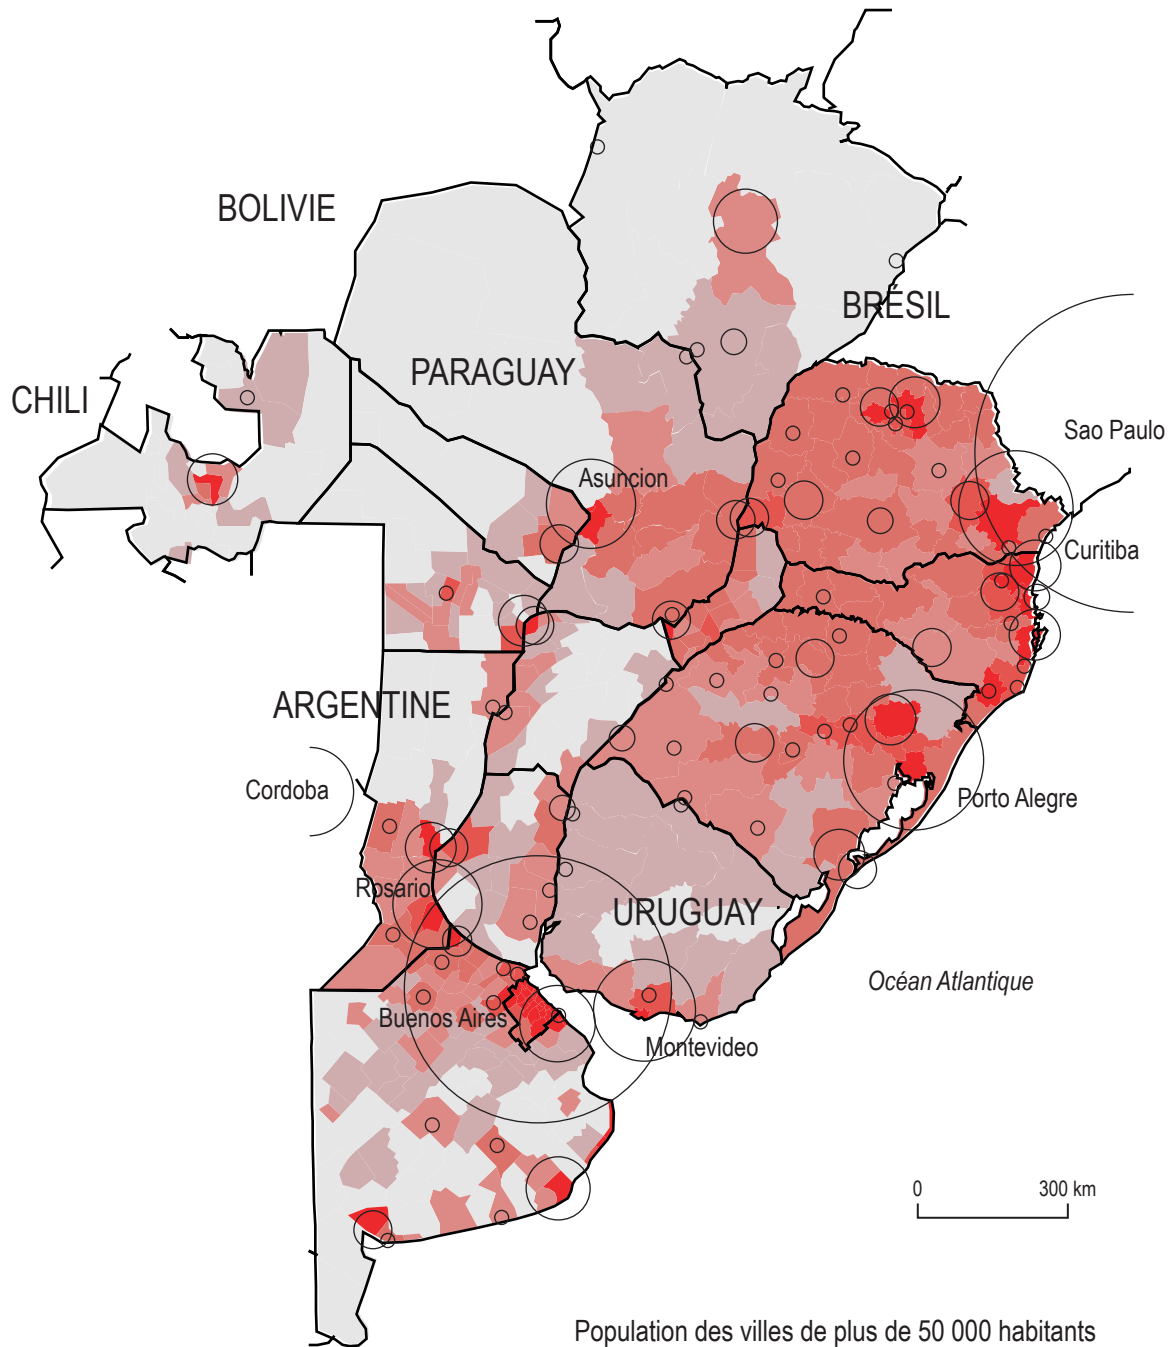 BOLIVIE
BRÉSIL
PARAGUAY
CHILI
Sao Paulo
Asuncion
Curitiba
ARGENTINE
Cordoba
Porto Alegre
Rosario
URUGUAY
Océan Atlantique
Buenos Aires
Montevideo
0 300 km
Population des villes de plus de 50 000 habitants